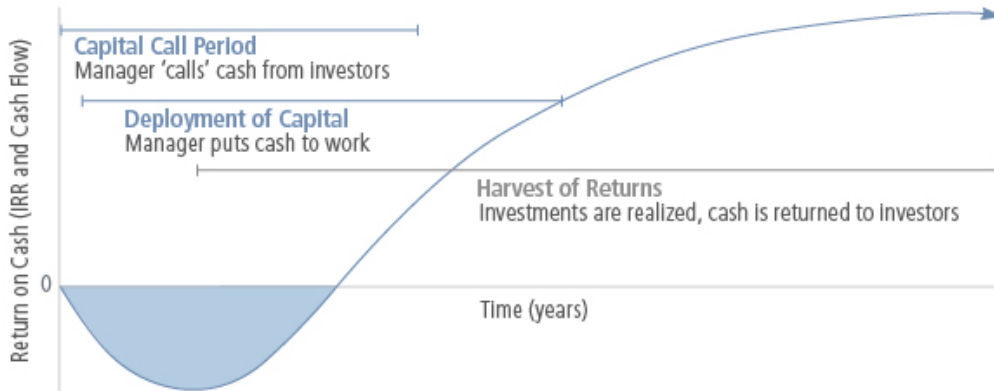 Capital Call Period
Manager ‘calls’ cash from investors
Deployment of Capital
Manager puts cash to work
Harvest of Returns
Investments are realized, cash is returned to investors
Return on Cash (IRR and Cash Flow)
0
Time (years)